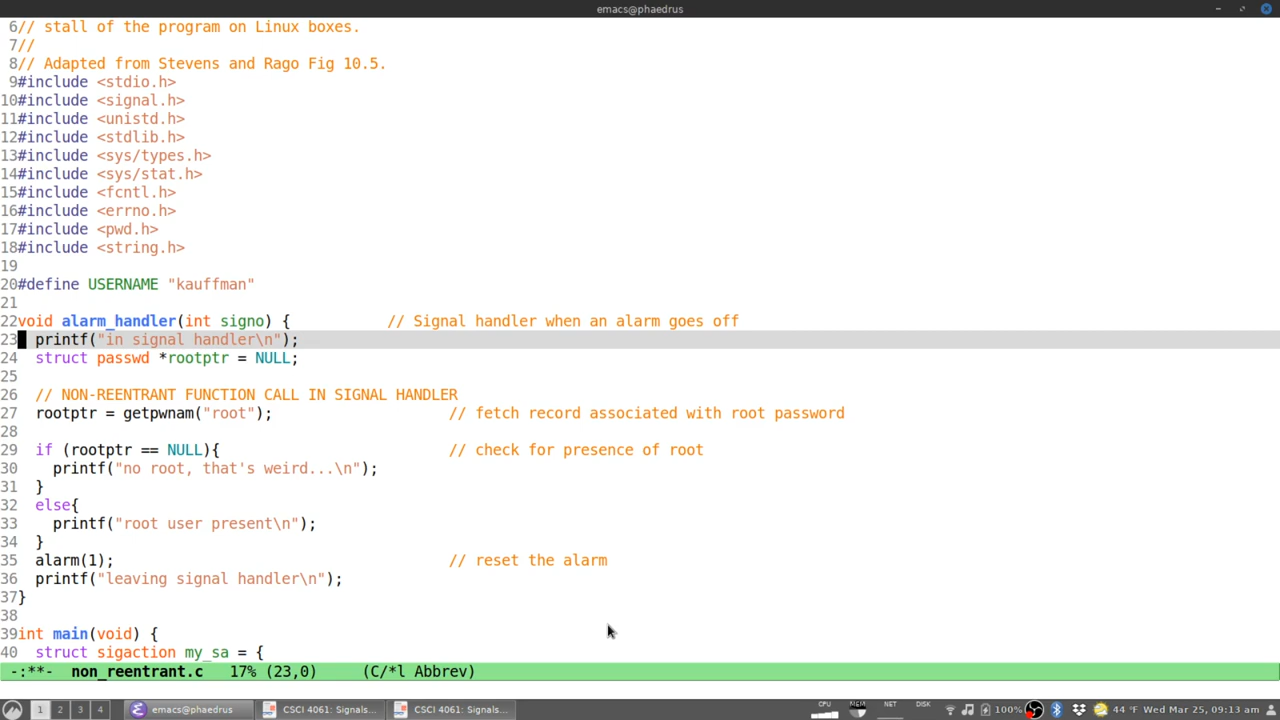 emacs@phaedrus
6// stall of the program on Linux boxes.
7//
8// Adapted from Stevens and Rago Fig 10.5.
9#include <stdio.h>
10#include <signal.h>
11#include <unistd.h>
12#include <stdlib.h>
13#include <sys/types.h>
14#include <sys/stat.h>
15#include <fcntl.h>
16#include <errno.h>
17#include <pwd.h>
18#include <string.h>
19
20#define USERNAME "kauffman"
21
22void alarm_handler(int signo) { // Signal handler when an alarm goes off
23 printf("in signal handler\n");
24 struct passwd *rootptr = NULL;
25
26 // NON-REENTRANT FUNCTION CALL IN SIGNAL HANDLER
27 rootptr = getpwnam("root"); // fetch record associated with root password
28
29 if (rootptr == NULL){ // check for presence of root
30 printf("no root, that's weird...\n");
31 }
32 else{
33 printf("root user present\n");
34 }
35 alarm(1); // reset the alarm
36 printf("leaving signal handler\n");
37}
38
39int main(void) {
40 struct sigaction my_sa = {
-:**- non_reentrant.c 17% (23,0) (C/*l Abbrev)
1 2 3 4 emacs@phaedrus CSCI 4061: Signals... CSCI 4061: Signals... CPU MEM NET DISK 100% 44 °F Wed Mar 25, 09:13 am